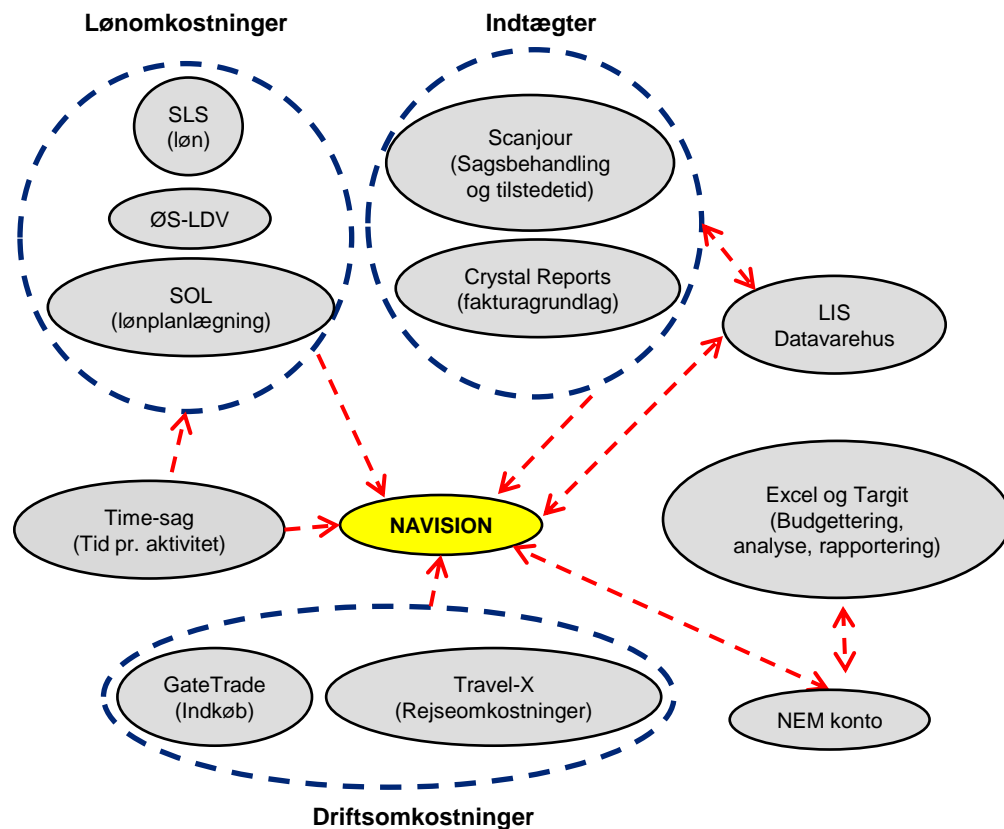 Lønomkostninger
Indtægter
SLS
(løn)
ØS-LDV
SOL
(lønplanlægning)
Scanjour
(Sagsbehandling
og tilstedetid)
Crystal Reports
(fakturagrundlag)
LIS
Datavarehus
Time-sag
(Tid pr. aktivitet)
NAVISION
Excel og Targit
(Budgettering,
analyse, rapportering)
GateTrade
(Indkøb)
Travel-X
(Rejseomkostninger)
NEM konto
Driftsomkostninger